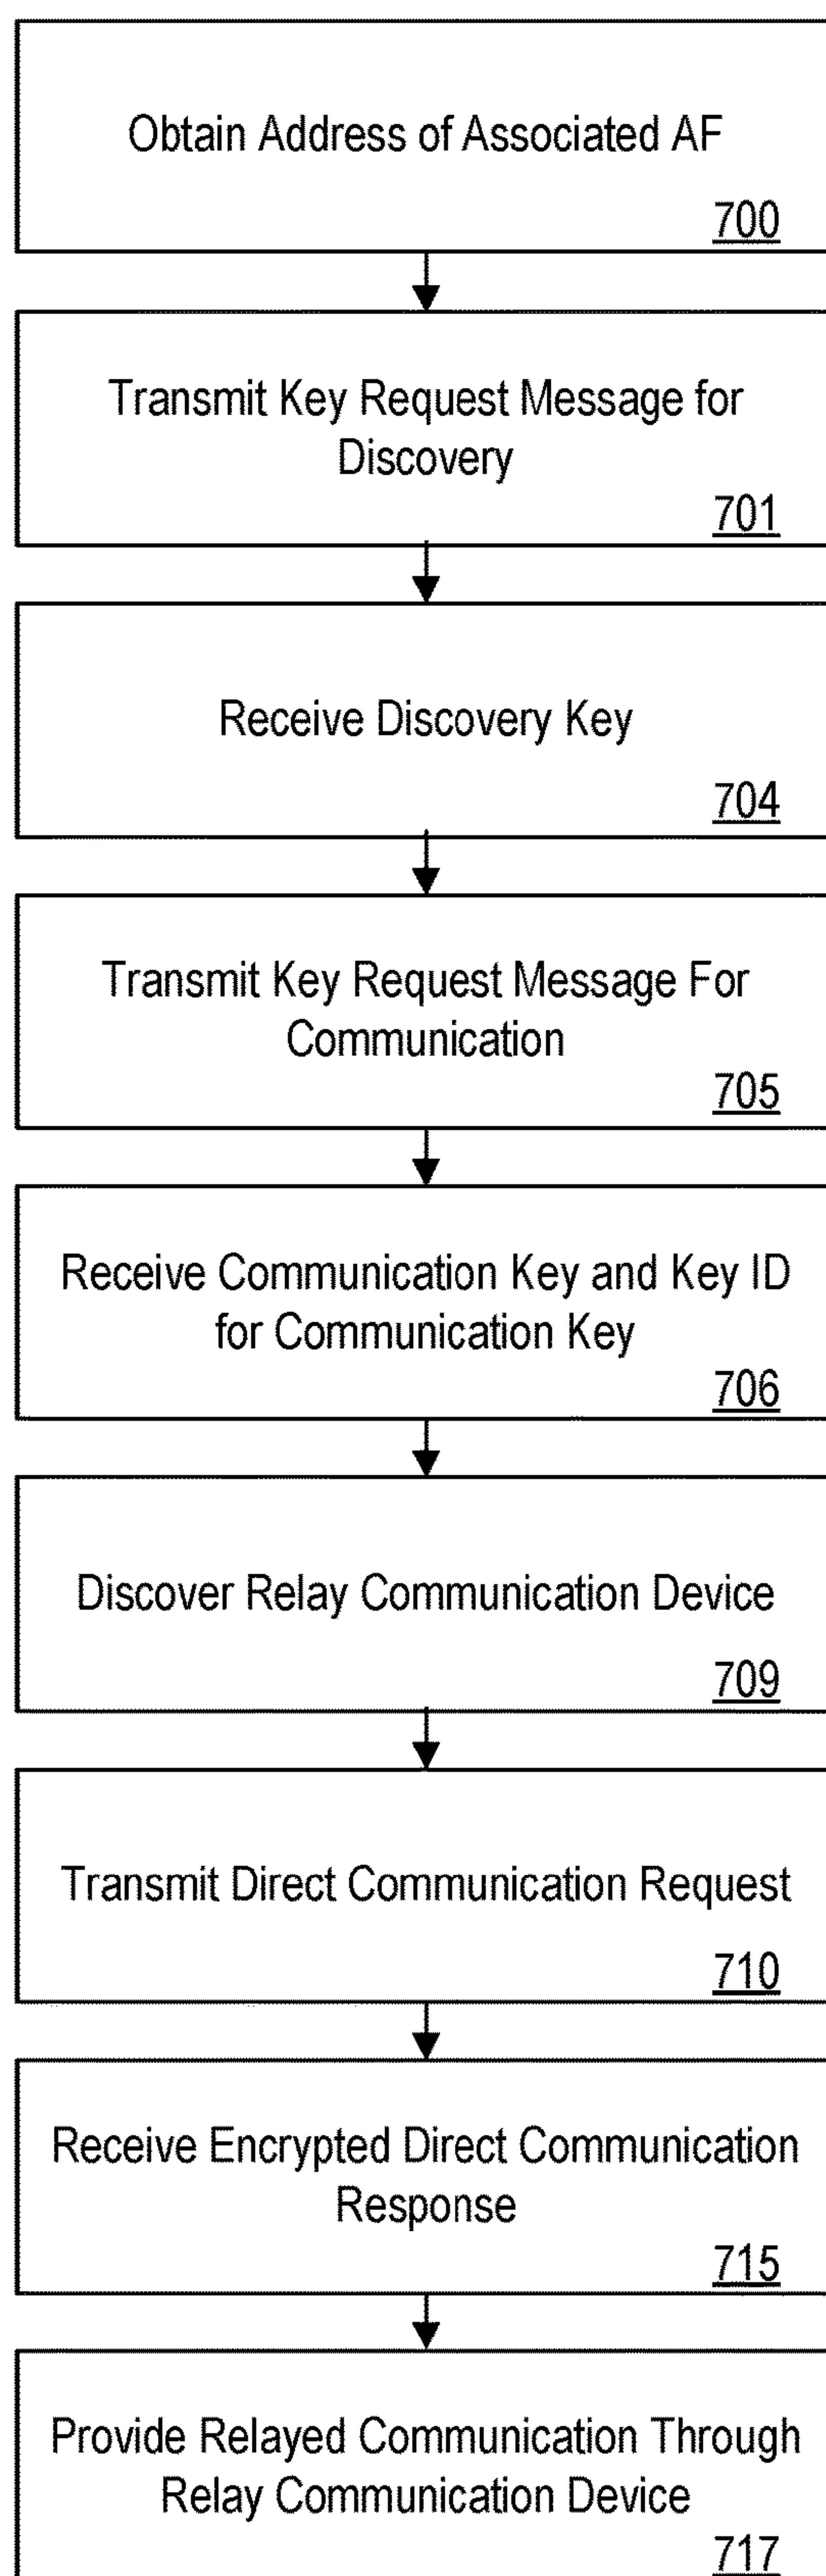 Obtain Address of Associated AF
700
Transmit Key Request Message for
Discovery
701
Receive Discovery Key
704
Transmit Key Request Message For
Communication
705
Receive Communication Key and Key ID
for Communication Key
706
Discover Relay Communication Device
709
Transmit Direct Communication Request
710
Receive Encrypted Direct Communication
Response
715
Provide Relayed Communication Through
Relay Communication Device
717